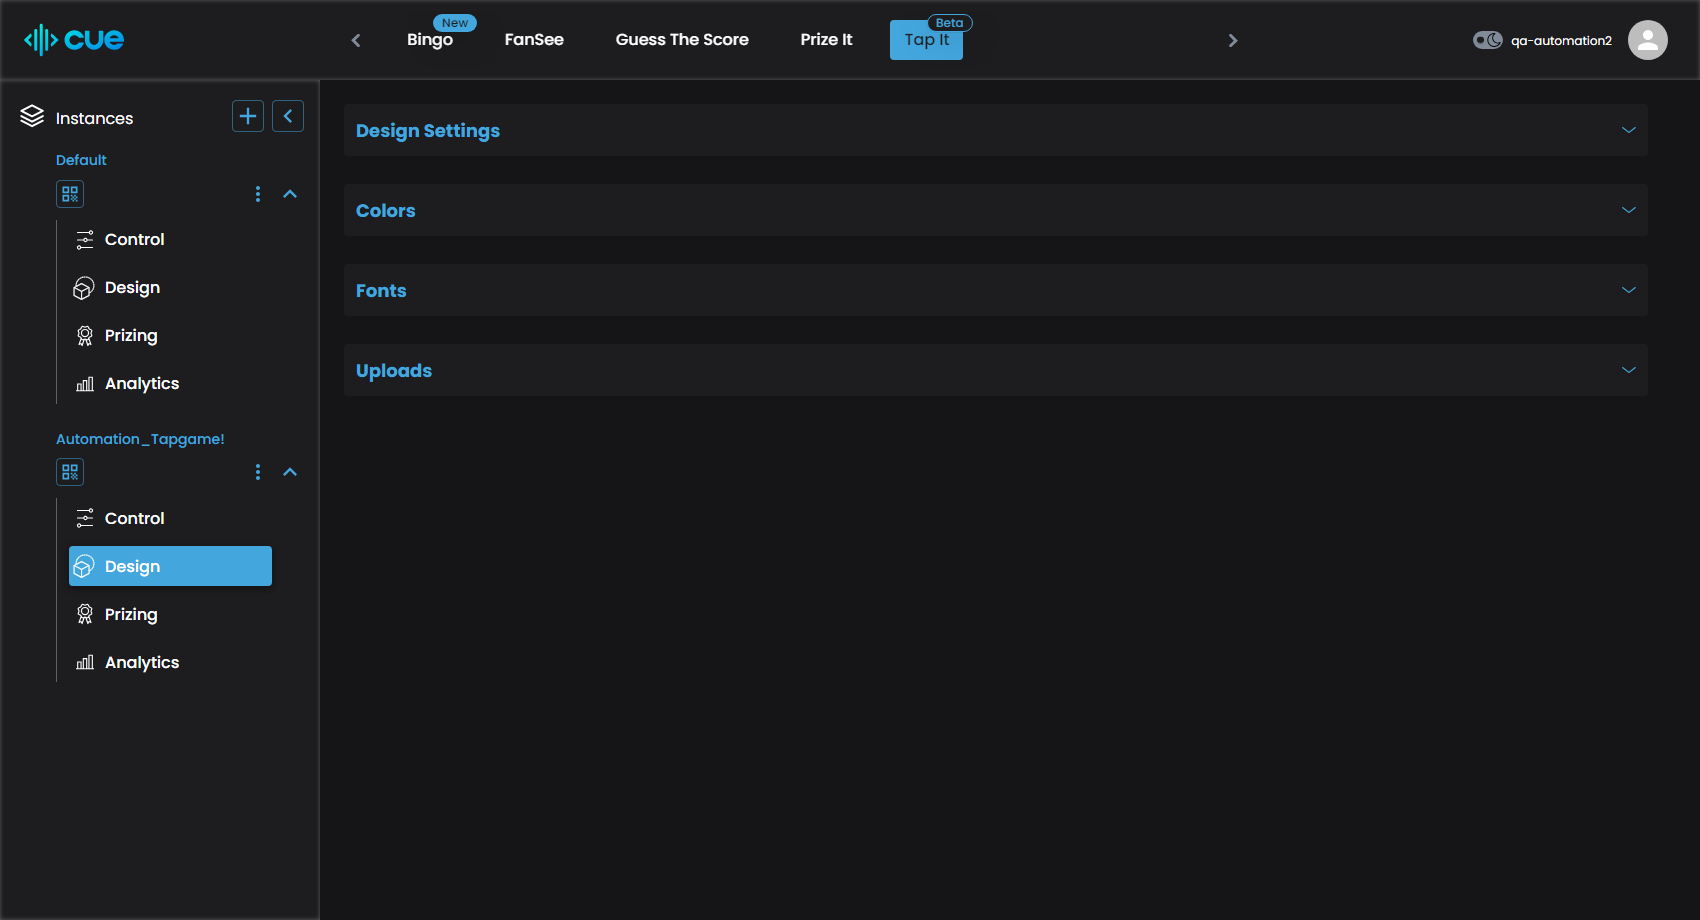 cue
New
Bingo
FanSee
Guess The Score
Prize It
Beta
Tap It
qa-automation2
Instances
Default
Control
Design
Prizing
Analytics
Automation_Tapgame!
Control
Design
Prizing
Analytics
Design Settings
Colors
Fonts
Uploads